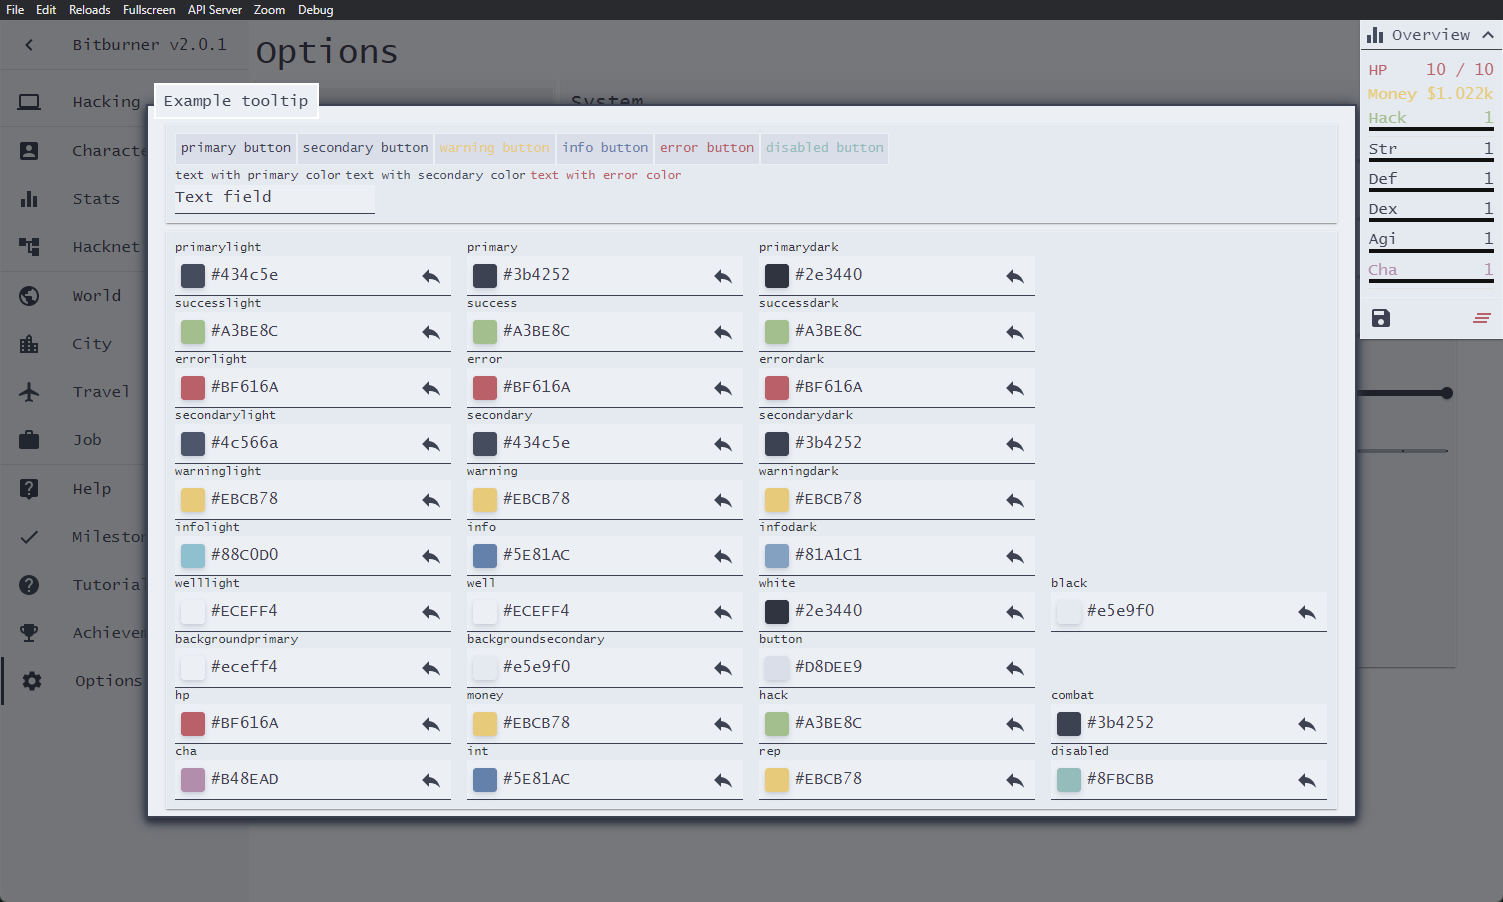 File Edit Reloads Fullscreen API Server Zoom Debug
Bitburner v2.0.1
Options
Overview
HP 10 / 10
Money $1.022k
Hack 1
Str 1
Def 1
Dex 1
Agi 1
Cha 1
Hacking
Stats
Hacknet
World
City
Travel
Job
Help
Tutorial
Options
System
Example tooltip
primary button secondary button warning button info button error button disabled button
text with primary color text with secondary color text with error color
Text field
primarylight primary primarydark
#434c5e #3b4252 #2e3440
successlight success successdark
#A3BE8C #A3BE8C #A3BE8C
errorlight error errordark
#BF616A #BF616A #BF616A
secondarylight secondary secondarydark
#4c566a #434c5e #3b4252
warninglight warning warningdark
#EBCB78 #EBCB78 #EBCB78
infolight info infodark
#88C0D0 #5E81AC #81A1C1
welllight well white black
#ECEFF4 #ECEFF4 #2e3440 #e5e9f0
backgroundprimary backgroundsecondary button
#eceff4 #e5e9f0 #D8DEE9
hp money hack combat
#BF616A #EBCB78 #A3BE8C #3b4252
cha int rep disabled
#B48EAD #5E81AC #EBCB78 #8FBCBB